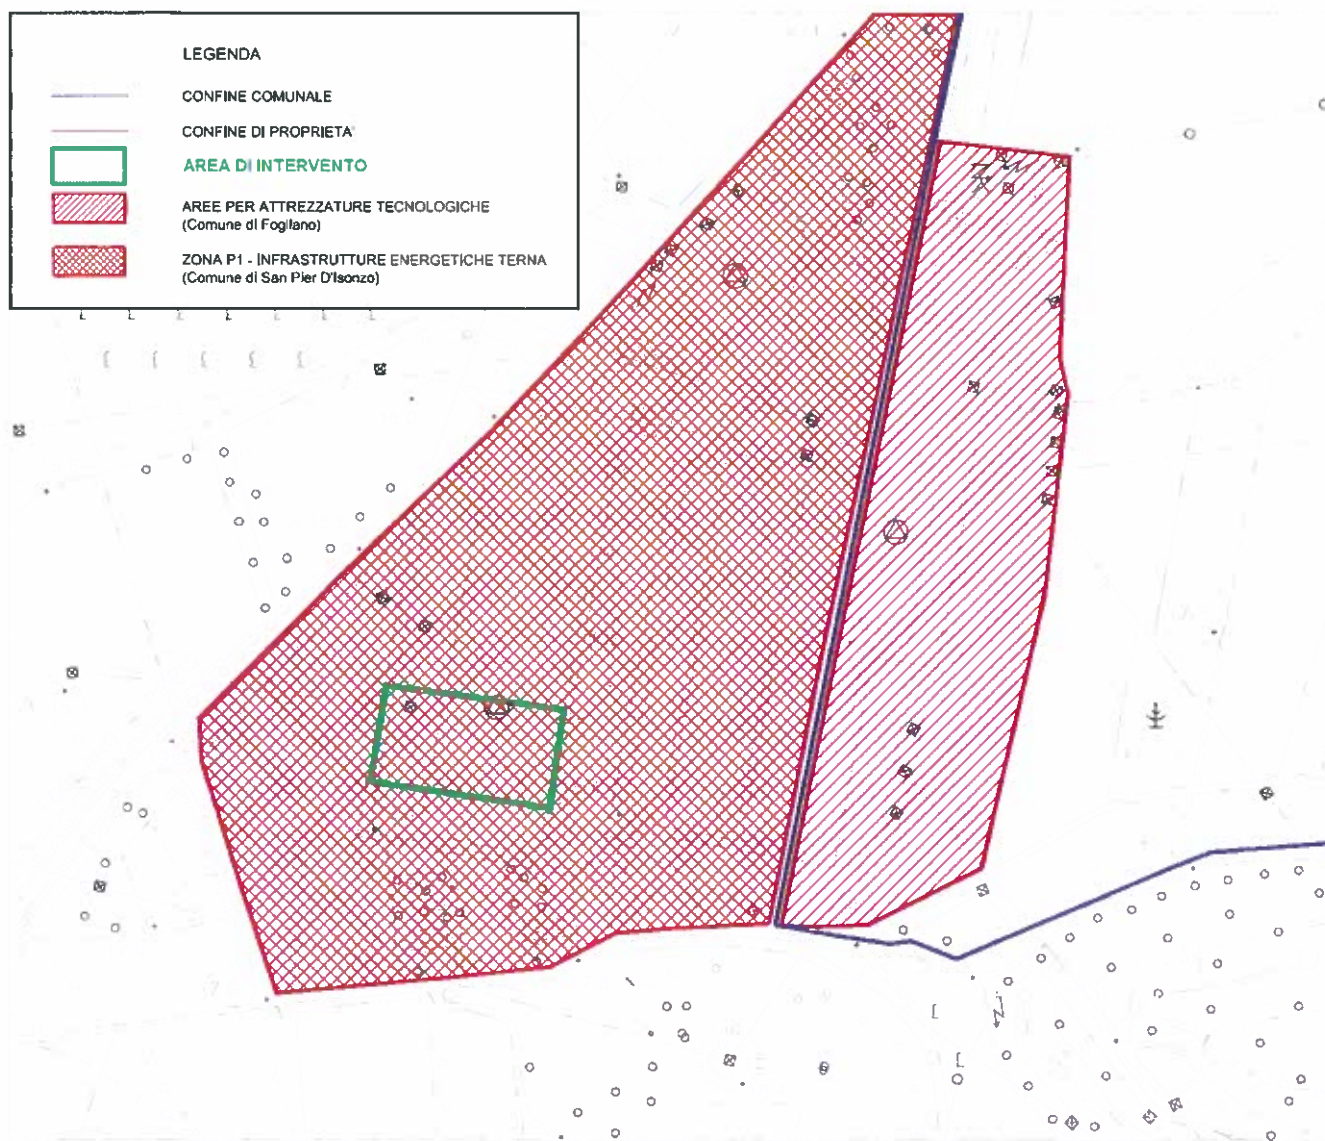 LEGENDA
CONFINE COMUNALE
CONFINE DI PROPRIETA'
AREA DI INTERVENTO
AREE PER ATTREZZATURE TECNOLOGICHE
(Comune di Fogliano)
ZONA P1 - INFRASTRUTTURE ENERGETICHE TERNA
(Comune di San Pier D'Isonzo)